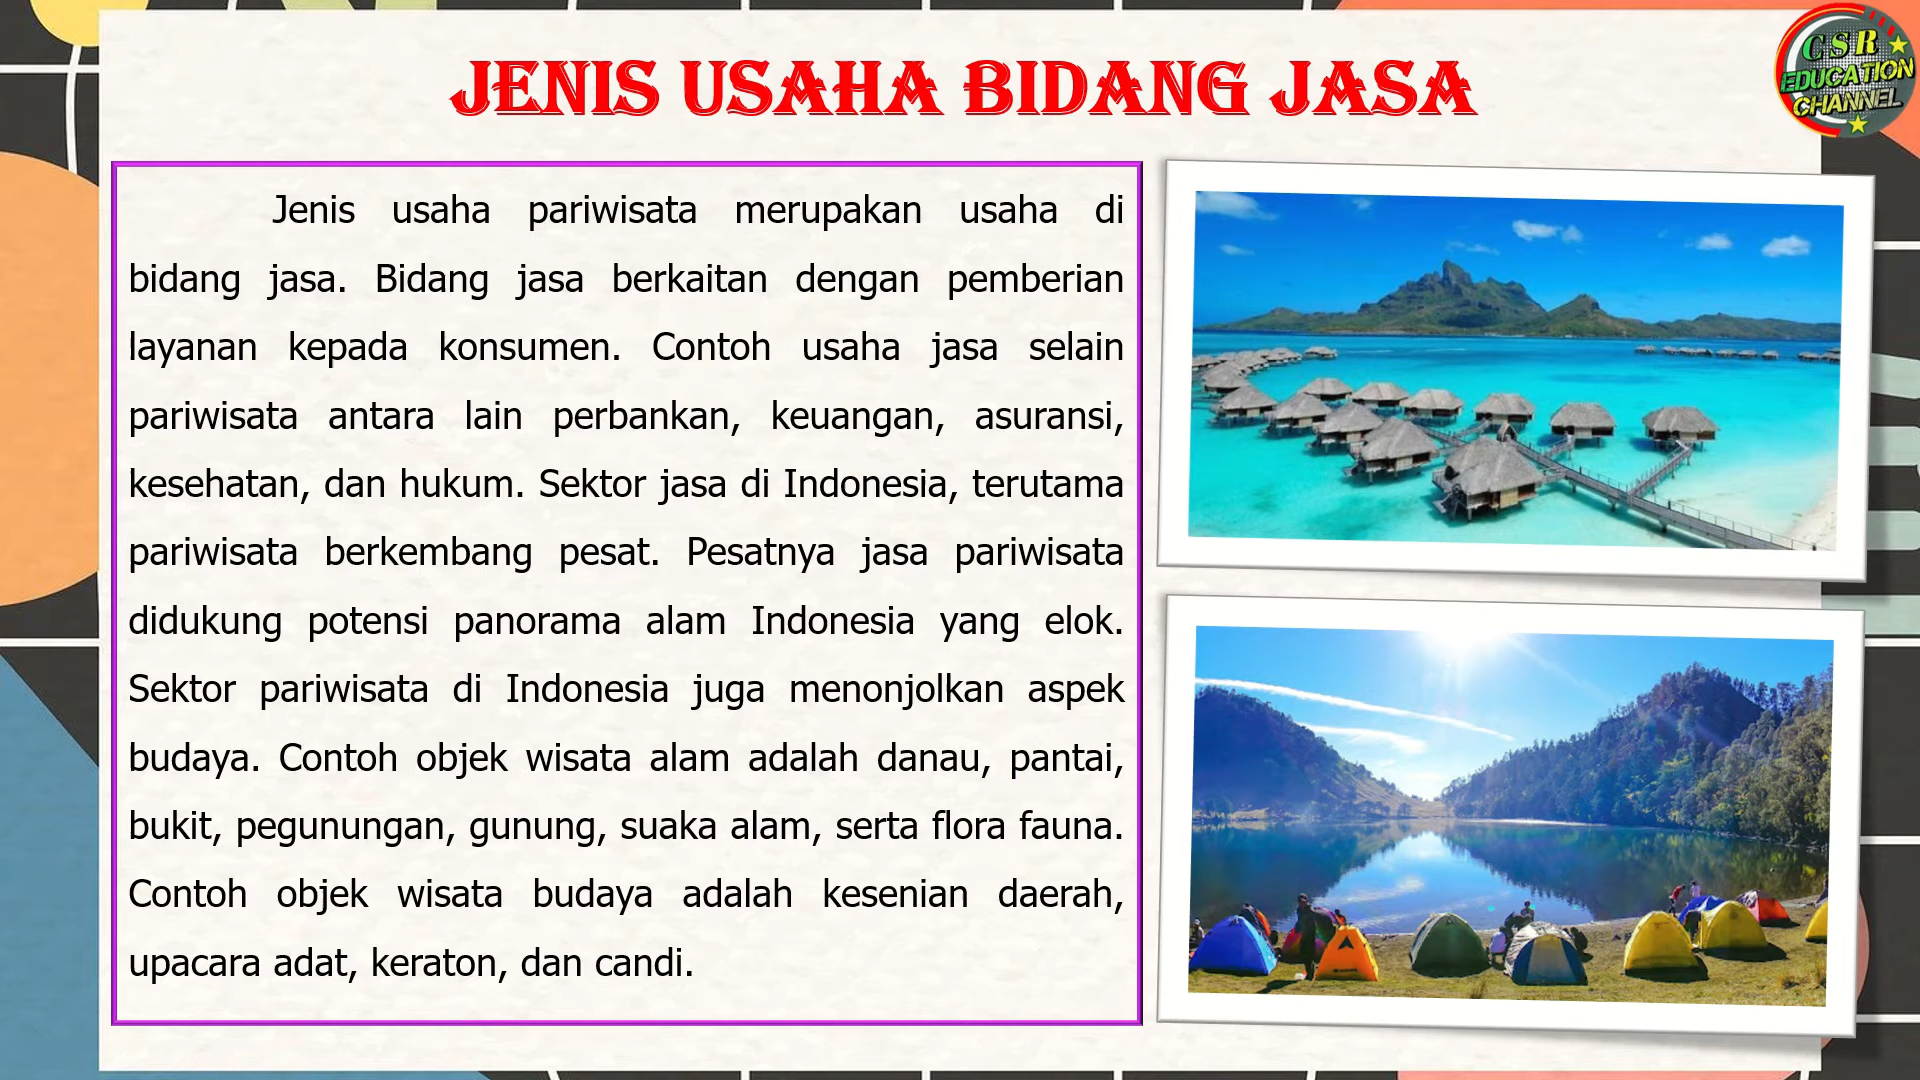 JENIS USAHA BIDANG JASA
CSR
EDUCATION
CHANNEL
Jenis usaha pariwisata merupakan usaha di
bidang jasa. Bidang jasa berkaitan dengan pemberian
layanan kepada konsumen. Contoh usaha jasa selain
pariwisata antara lain perbankan, keuangan, asuransi,
kesehatan, dan hukum. Sektor jasa di Indonesia, terutama
pariwisata berkembang pesat. Pesatnya jasa pariwisata
didukung potensi panorama alam Indonesia yang elok.
Sektor pariwisata di Indonesia juga menonjolkan aspek
budaya. Contoh objek wisata alam adalah danau, pantai,
bukit, pegunungan, gunung, suaka alam, serta flora fauna.
Contoh objek wisata budaya adalah kesenian daerah,
upacara adat, keraton, dan candi.